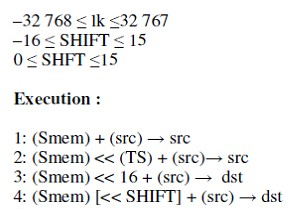 −32 768 ≤ lk ≤32 767
−16 ≤ SHIFT ≤ 15
0 ≤ SHFT ≤15
Execution :
1: (Smem) + (src) → src
2: (Smem) << (TS) + (src)→ src
3: (Smem) << 16 + (src) → dst
4: (Smem) [<< SHIFT] + (src) → dst